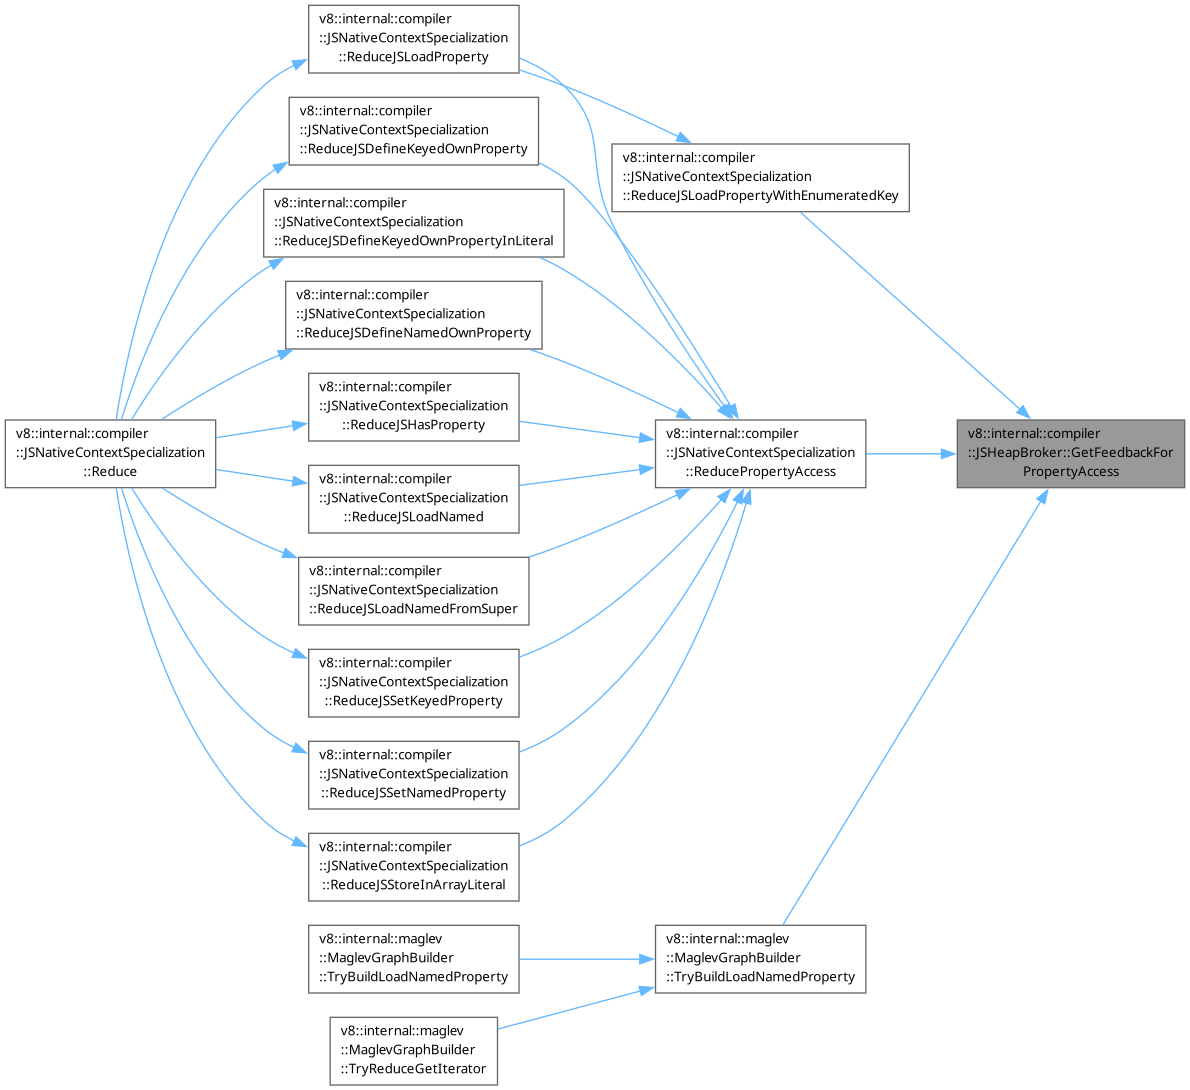 v8::internal::compiler
::JSNativeContextSpecialization
::ReduceJSLoadProperty
v8::internal::compiler
::JSNativeContextSpecialization
::ReduceJSDefineKeyedOwnProperty
v8::internal::compiler
::JSNativeContextSpecialization
::ReduceJSLoadPropertyWithEnumeratedKey
v8::internal::compiler
::JSNativeContextSpecialization
::ReduceJSDefineKeyedOwnPropertyInLiteral
v8::internal::compiler
::JSNativeContextSpecialization
::ReduceJSDefineNamedOwnProperty
v8::internal::compiler
::JSNativeContextSpecialization
::ReduceJSHasProperty
v8::internal::compiler
::JSNativeContextSpecialization
::Reduce
v8::internal::compiler
::JSNativeContextSpecialization
::ReducePropertyAccess
v8::internal::compiler
::JSHeapBroker::GetFeedbackFor
PropertyAccess
v8::internal::compiler
::JSNativeContextSpecialization
::ReduceJSLoadNamed
v8::internal::compiler
::JSNativeContextSpecialization
::ReduceJSLoadNamedFromSuper
v8::internal::compiler
::JSNativeContextSpecialization
::ReduceJSSetKeyedProperty
v8::internal::compiler
::JSNativeContextSpecialization
::ReduceJSSetNamedProperty
v8::internal::compiler
::JSNativeContextSpecialization
::ReduceJSStoreInArrayLiteral
v8::internal::maglev
::MaglevGraphBuilder
::TryBuildLoadNamedProperty
v8::internal::maglev
::MaglevGraphBuilder
::TryBuildLoadNamedProperty
v8::internal::maglev
::MaglevGraphBuilder
::TryReduceGetIterator